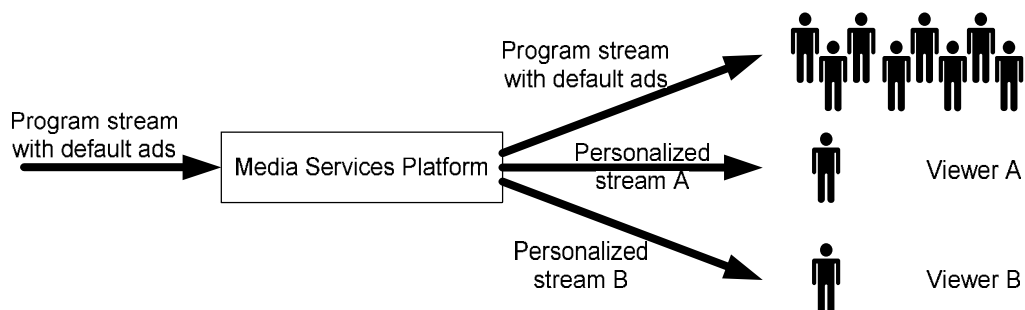 Program stream
with default ads
Media Services Platform
Program stream
with default ads
Personalized
stream A
Personalized
stream B
Viewer A
Viewer B